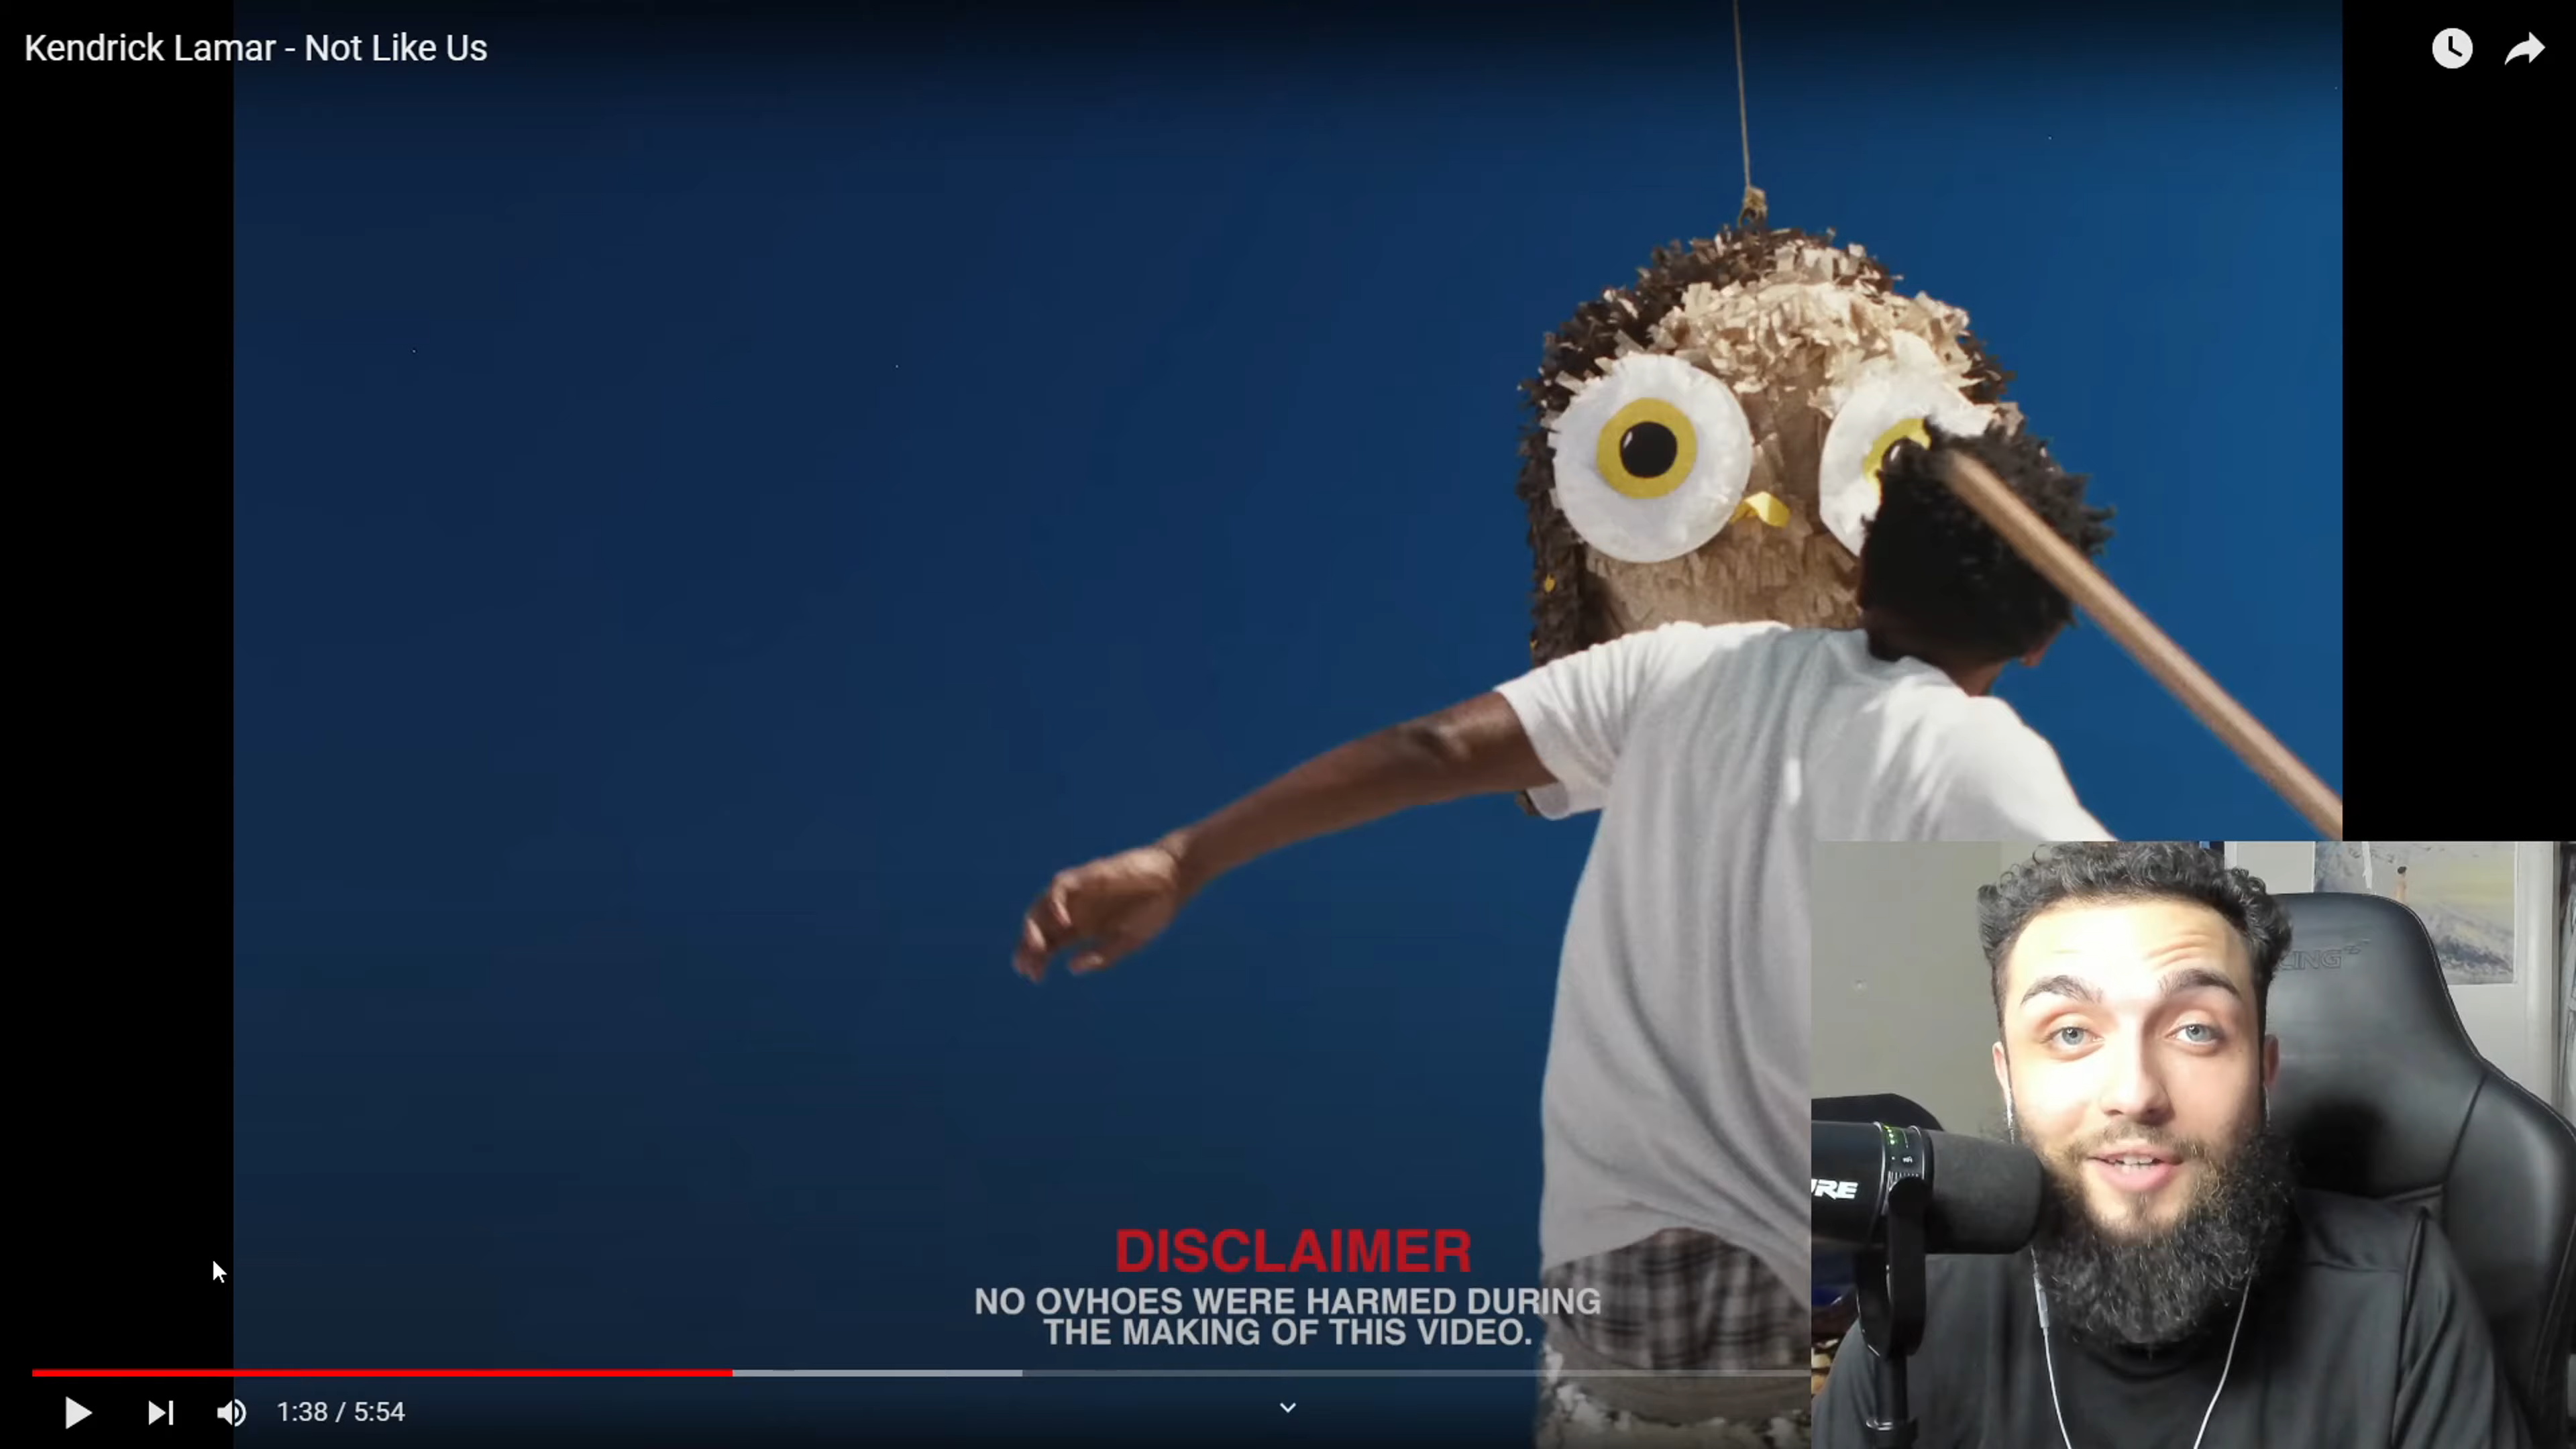 Kendrick Lamar - Not Like Us
DISCLAIMER
NO OVHOES WERE HARMED DURING
THE MAKING OF THIS VIDEO.
1:38 / 5:54